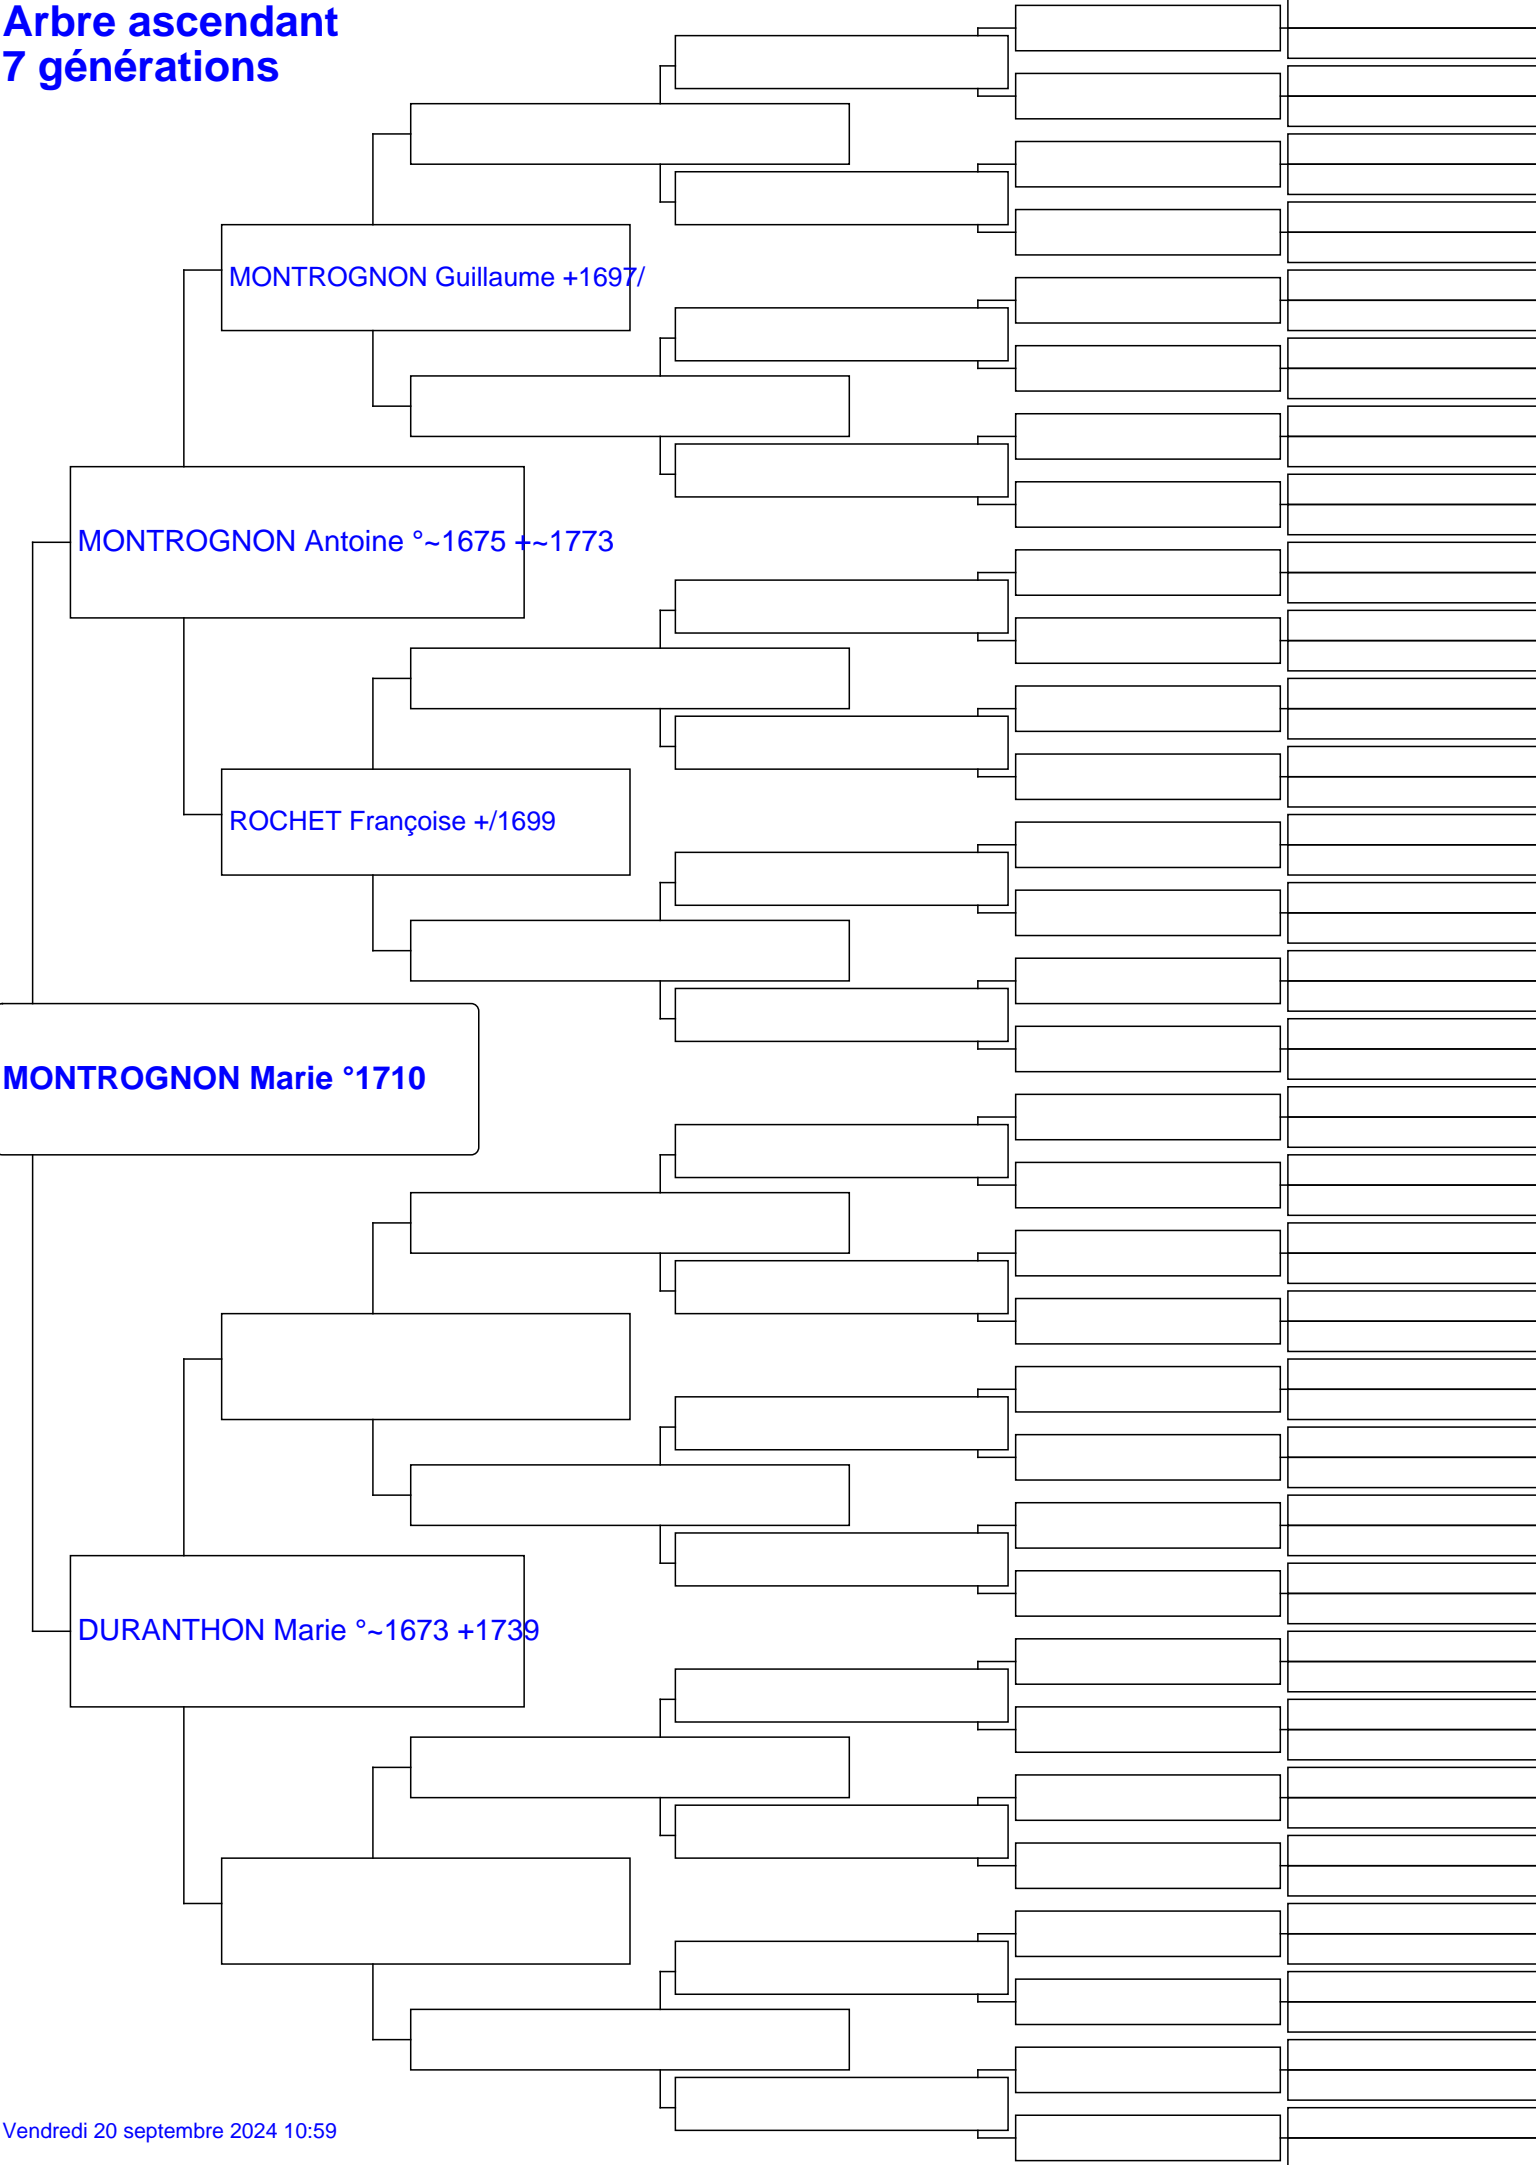 Arbre ascendant
7 générations
MONTROGNON Guillaume +1697/
MONTROGNON Antoine °~1675 +~1773
ROCHET Françoise +/1699
MONTROGNON Marie °1710
DURANTHON Marie °~1673 +1739
Vendredi 20 septembre 2024 10:59